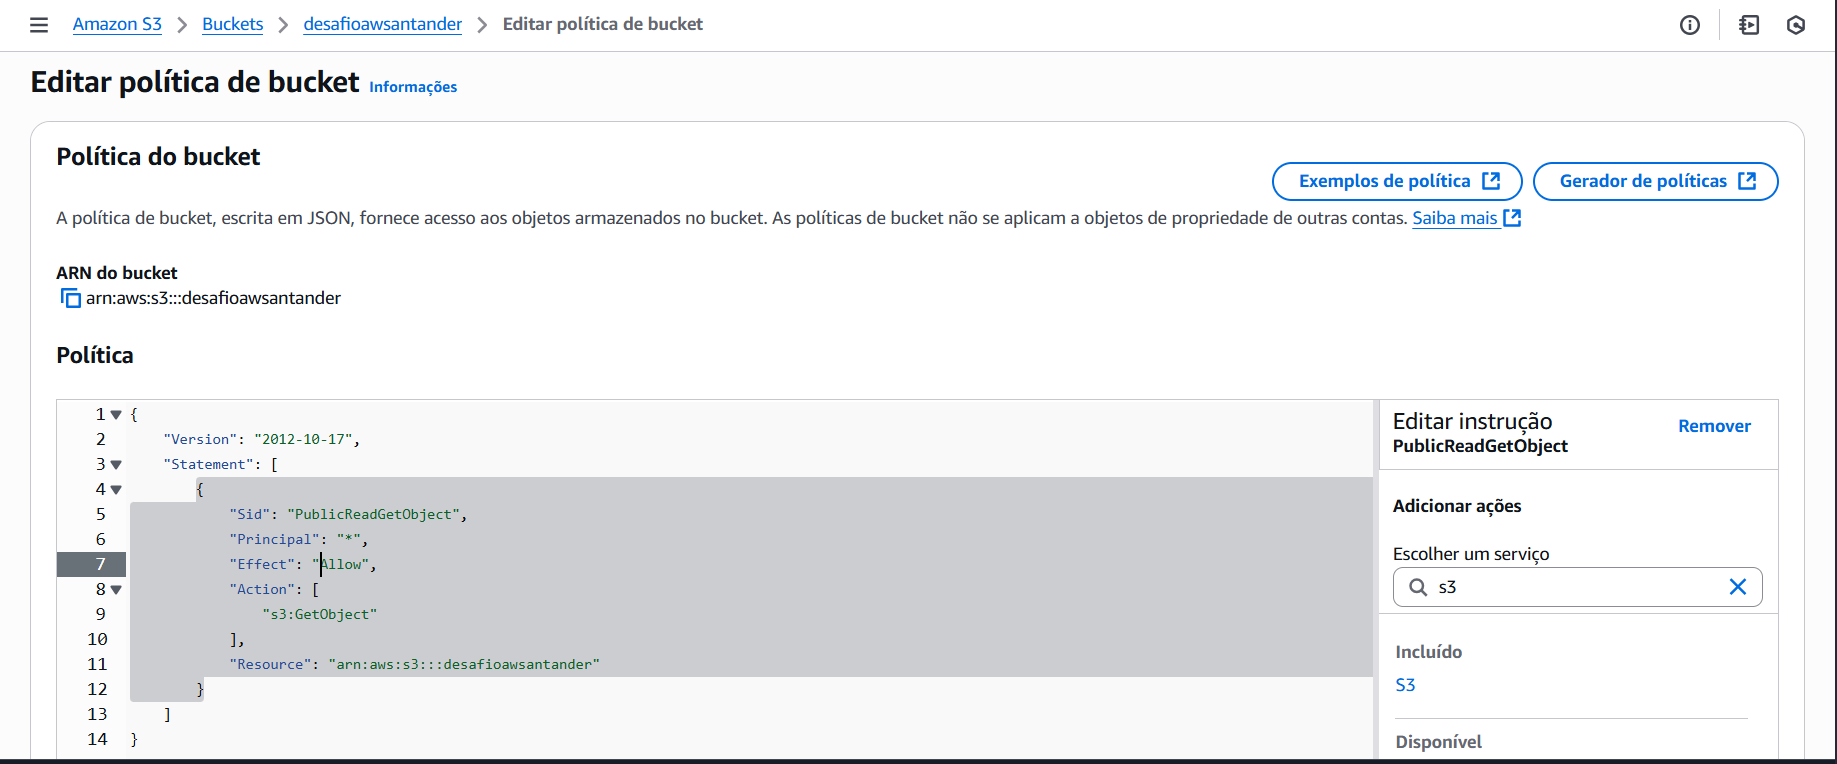 Amazon S3 > Buckets > desafioawsantander > Editar política de bucket
Editar política de bucket Informações
Política do bucket
Exemplos de política
Gerador de políticas
A política de bucket, escrita em JSON, fornece acesso aos objetos armazenados no bucket. As políticas de bucket não se aplicam a objetos de propriedade de outras contas. Saiba mais
ARN do bucket
arn:aws:s3:::desafioawsantander
Política
1 {
2     "Version": "2012-10-17",
3     "Statement": [
4         {
5             "Sid": "PublicReadGetObject",
6             "Principal": "*",
7             "Effect": "Allow",
8             "Action": [
9                 "s3:GetObject"
10             ],
11             "Resource": "arn:aws:s3:::desafioawsantander"
12         }
13     ]
14 }
Editar instrução
Remover
PublicReadGetObject
Adicionar ações
Escolher um serviço
s3
Incluído
S3
Disponível